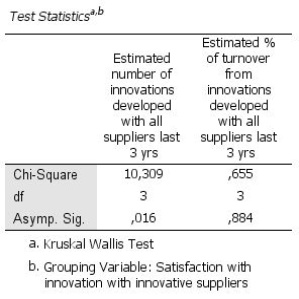 Test Statistics a,b
Estimated number of innovations developed with all suppliers last 3 yrs
Estimated % of turnover from innovations developed with all suppliers last 3 yrs
Chi-Square 10,309 ,655
df 3 3
Asymp. Sig. ,016 ,884
a. Kruskal Wallis Test
b. Grouping Variable: Satisfaction with
innovation with innovative suppliers